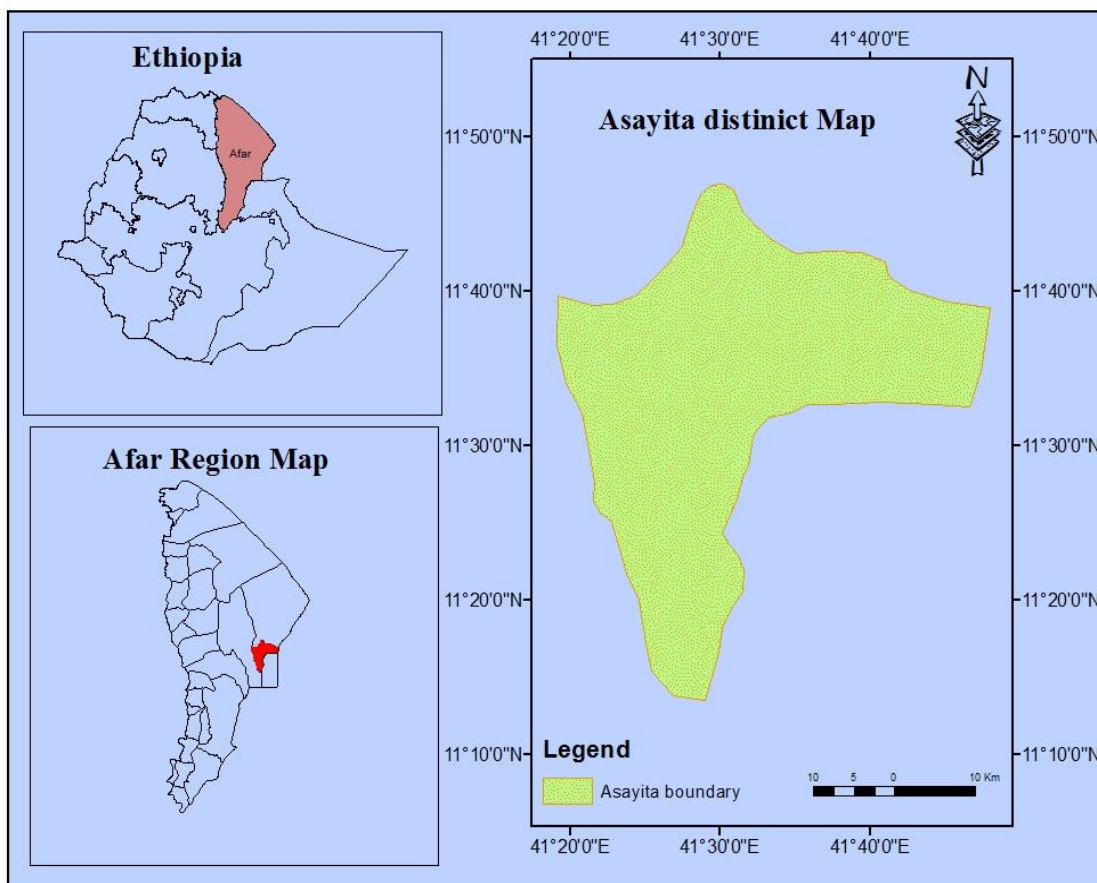 Ethiopia
Afar
Afar Region Map
41°20'0"E 41°30'0"E 41°40'0"E
N
Asayita distinict Map
11°50'0"N 11°50'0"N
11°40'0"N 11°40'0"N
11°30'0"N 11°30'0"N
11°20'0"N 11°20'0"N
11°10'0"N 11°10'0"N
Legend
Asayita boundary
10 5 0 10 Km
41°20'0"E 41°30'0"E 41°40'0"E